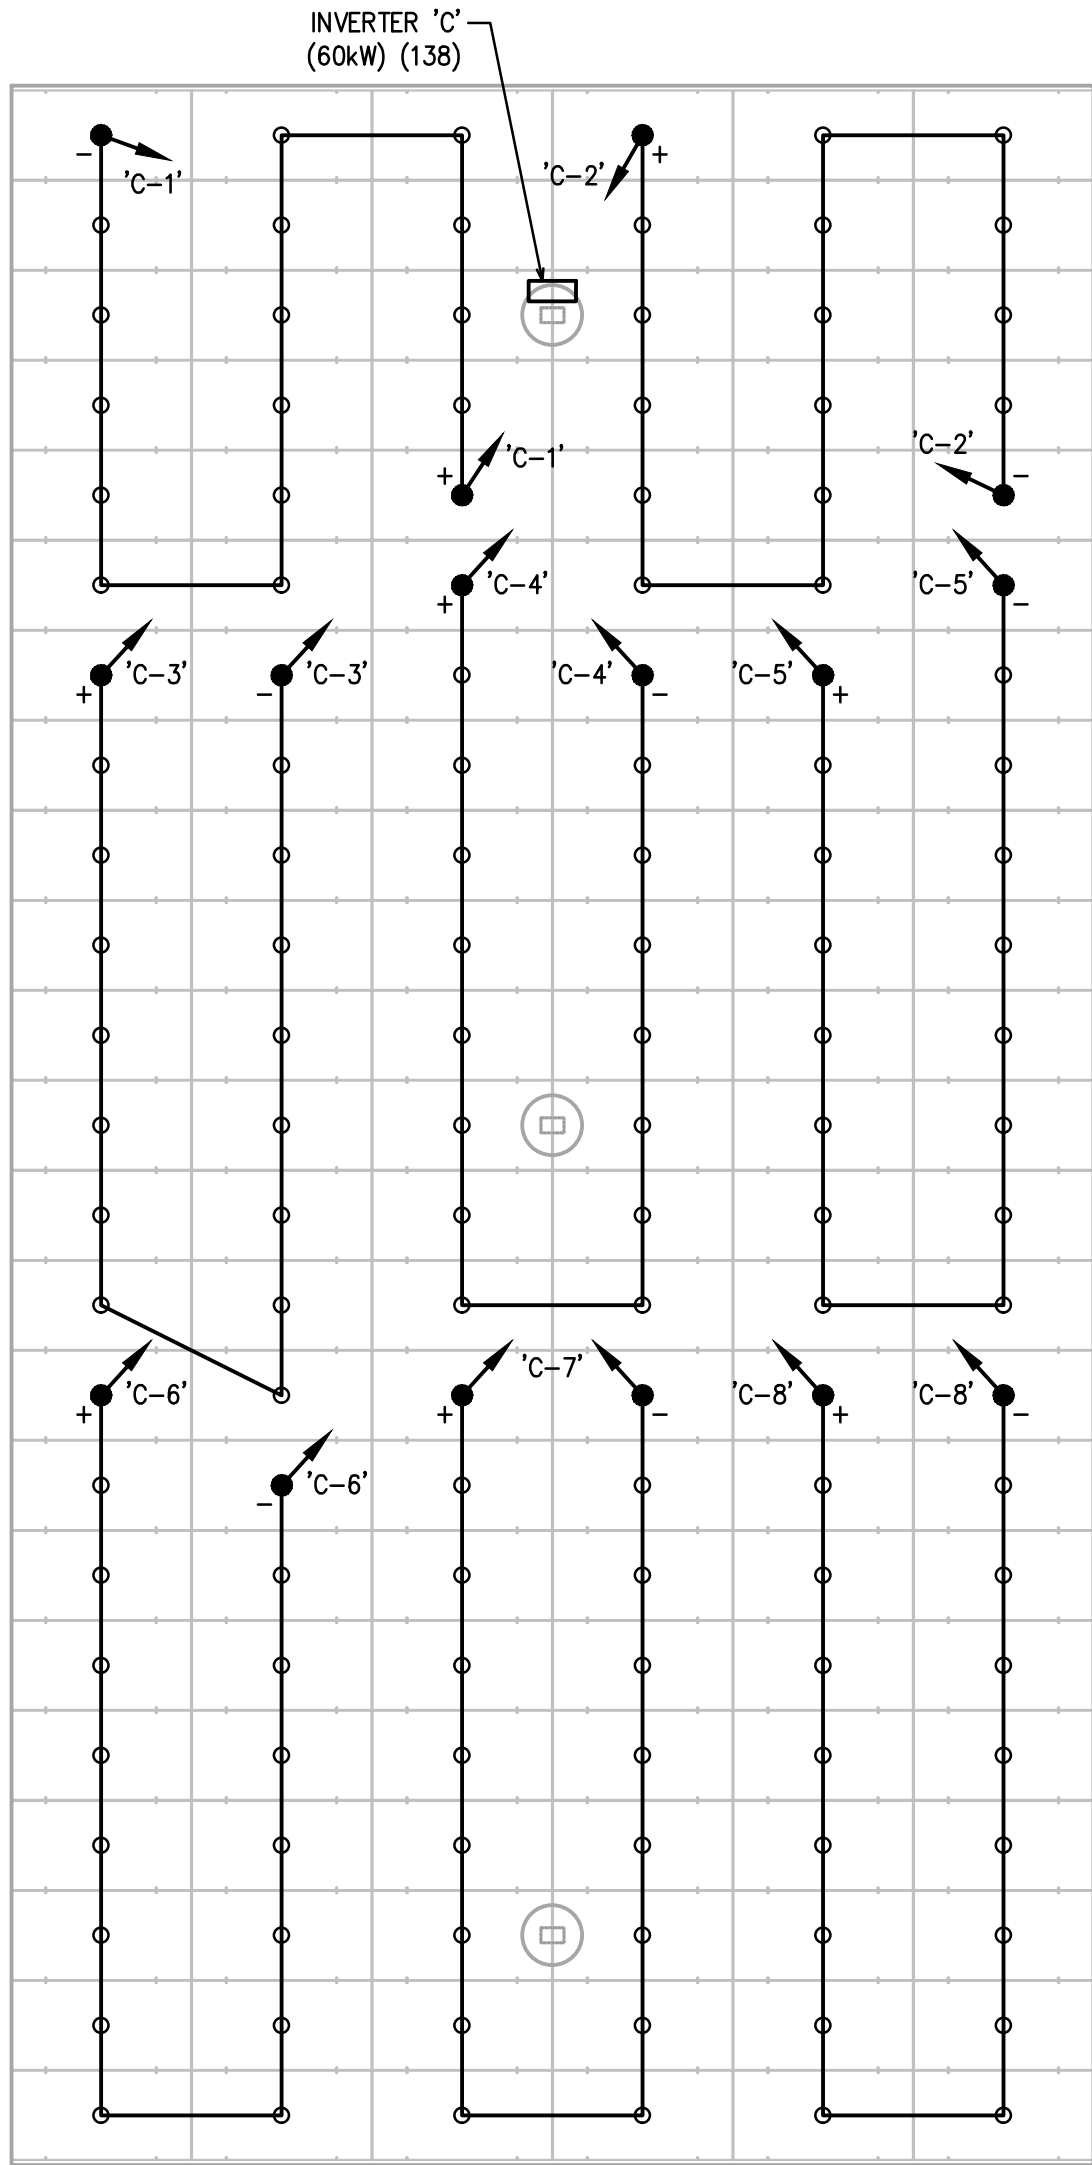 INVERTER 'C'
(60kW) (138)
-
+
'C-2'
'C-1'
'C-2'
+
'C-1'
-
'C-4'
'C-5'
+
-
'C-3'
'C-3'
'C-4'
'C-5'
+
-
-
+
'C-7'
'C-6'
'C-8'
'C-8'
+
+
-
+
-
'C-6'
-